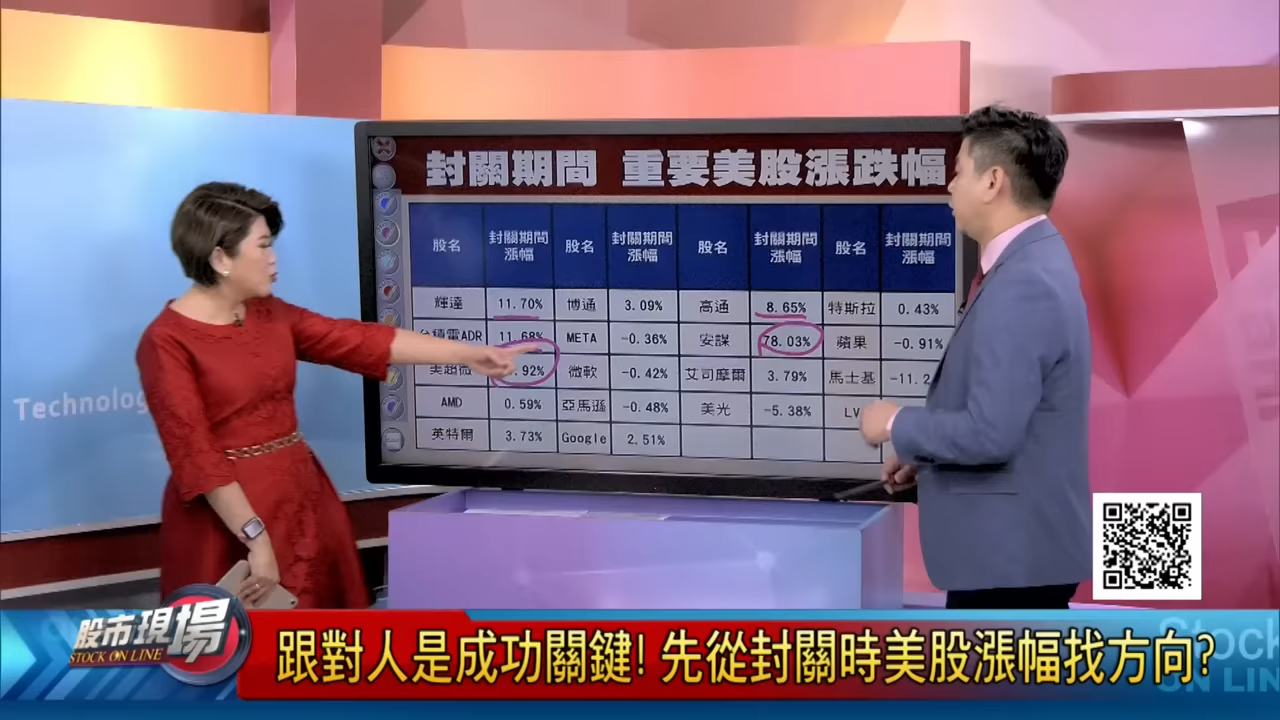 封關期間 重要美股漲跌幅
股名 封關期間漲幅 股名 封關期間漲幅 股名 封關期間漲幅 股名 封關期間漲幅
輝達 11.70% 博通 3.09% 高通 8.65% 特斯拉 0.43%
台積電ADR 11.68% META -0.36% 安謀 78.03% 蘋果 -0.91%
美超微 .92% 微軟 -0.42% 艾司摩爾 3.79% 馬士基 -11.2
AMD 0.59% 亞馬遜 -0.48% 美光 -5.38% LV
英特爾 3.73% Google 2.51%
Technolog
股市現場
STOCK ON LINE
跟對人是成功關鍵! 先從封關時美股漲幅找方向?
Stock
ON LIN